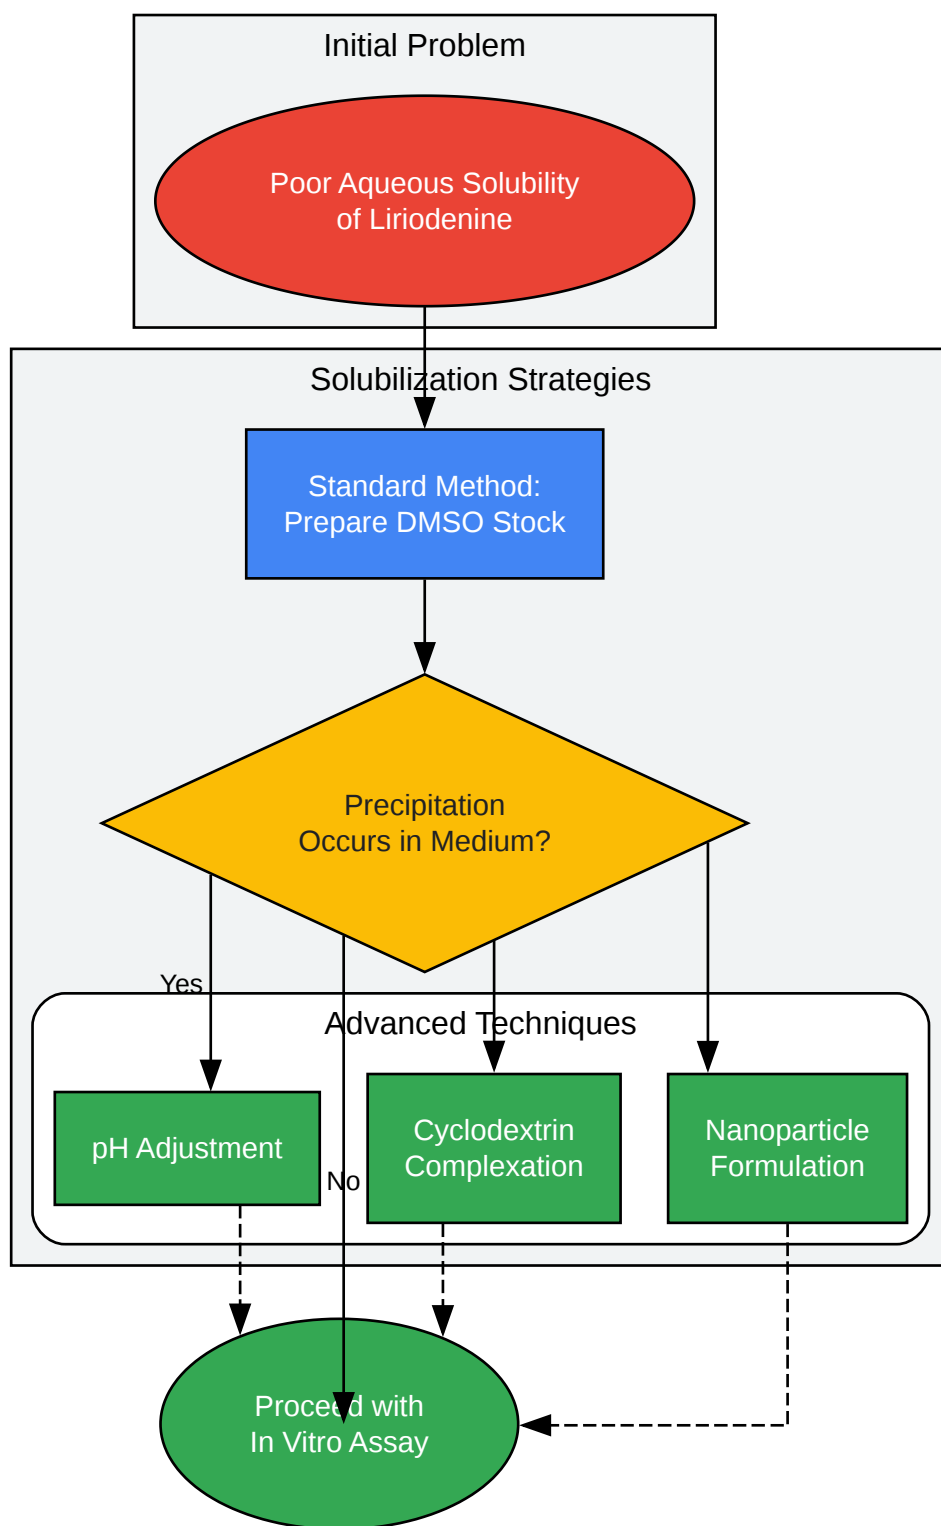 Initial Problem
Poor Aqueous Solubility
of Liriodenine
Solubilization Strategies
Standard Method:
Prepare DMSO Stock
Precipitation
Occurs in Medium?
Yes
Advanced Techniques
pH Adjustment
Cyclodextrin
Complexation
Nanoparticle
Formulation
No
Proceed with
In Vitro Assay